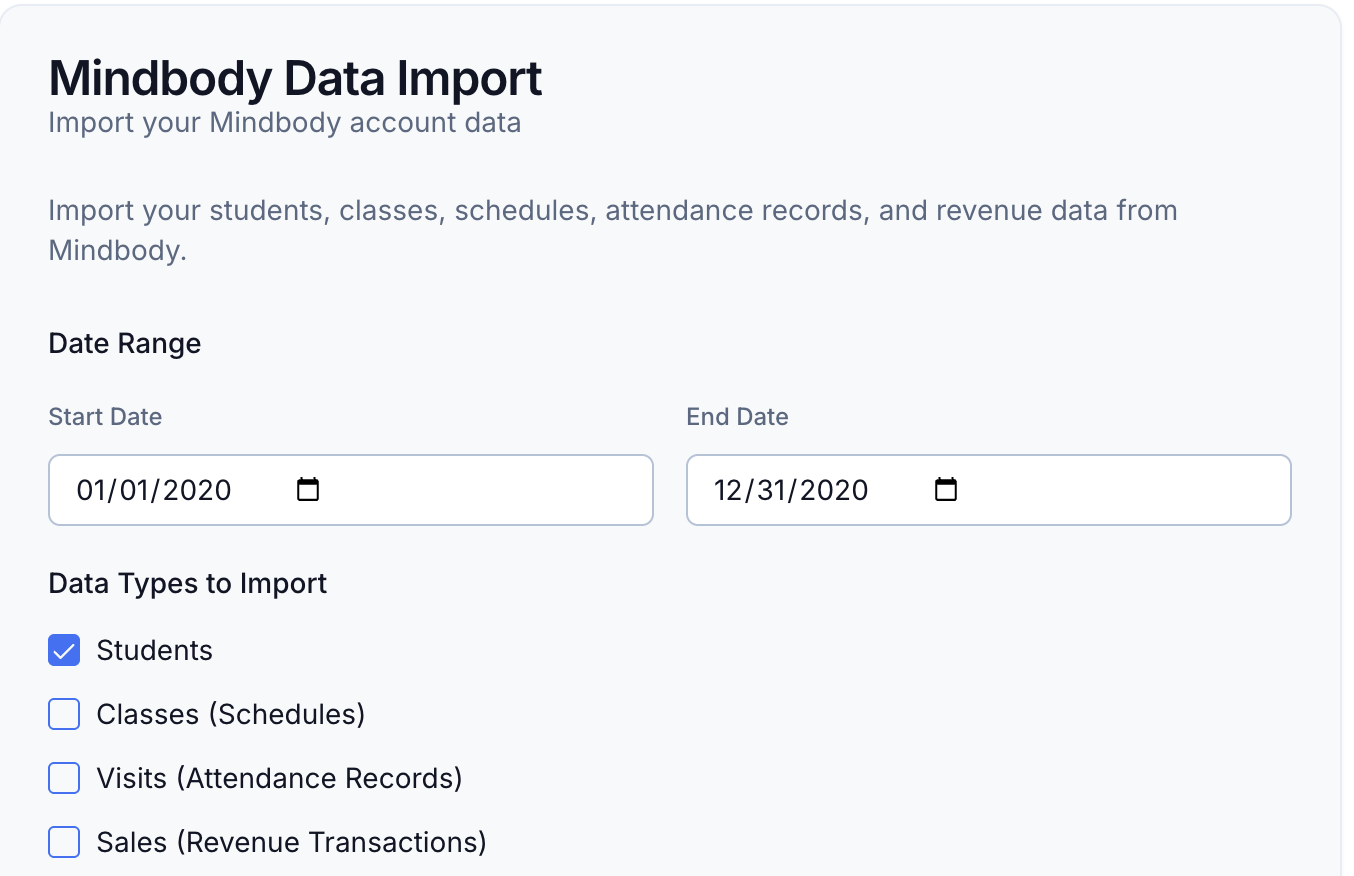 Mindbody Data Import
Import your Mindbody account data
Import your students, classes, schedules, attendance records, and revenue data from
Mindbody.
Date Range
Start Date
End Date
01/01/2020
12/31/2020
Data Types to Import
Students
Classes (Schedules)
Visits (Attendance Records)
Sales (Revenue Transactions)